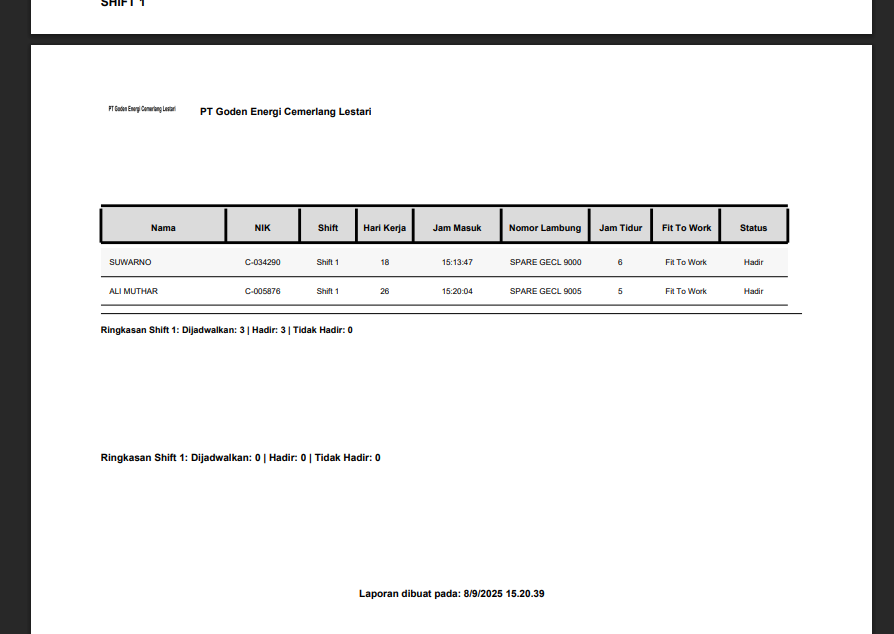 SHIFT 1
PT Goden Energi Cemerlang Lestari PT Goden Energi Cemerlang Lestari
Nama NIK Shift Hari Kerja Jam Masuk Nomor Lambung Jam Tidur Fit To Work Status
SUWARNO C-034290 Shift 1 18 15:13:47 SPARE GECL 9000 6 Fit To Work Hadir
ALI MUTHAR C-005876 Shift 1 26 15:20:04 SPARE GECL 9005 5 Fit To Work Hadir
Ringkasan Shift 1: Dijadwalkan: 3 | Hadir: 3 | Tidak Hadir: 0
Ringkasan Shift 1: Dijadwalkan: 0 | Hadir: 0 | Tidak Hadir: 0
Laporan dibuat pada: 8/9/2025 15.20.39